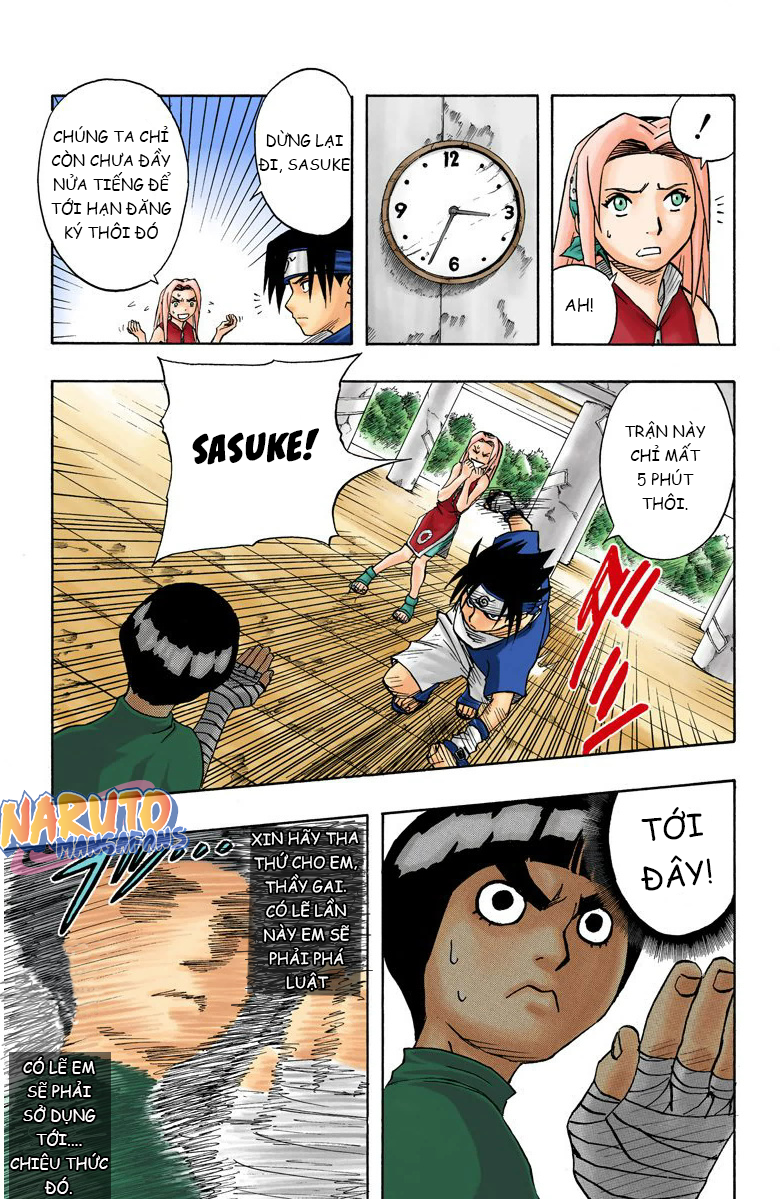 !
AH!
12
9
3
6
DỪNG LẠI
ĐI, SASUKE
CHÚNG TA CHỈ
CÒN CHƯA ĐẦY
NỬA TIẾNG ĐỂ
TỚI HẠN ĐĂNG
KÝ THÔI ĐÓ
TRẬN NÀY
CHỈ MẤT
5 PHÚT
THÔI.
SASUKE!
TỚI
ĐÂY!
XIN HÃY THA
THỨ CHO EM,
THẦY GAI.
CÓ LẼ LẦN
NÀY EM SẼ
PHẢI PHÁ
LUẬT
CÓ LẼ EM
SẼ PHẢI
SỞ DỤNG
TỚI....
CHIÊU THỨC
ĐÓ.
NARUTO
MANGAFANS